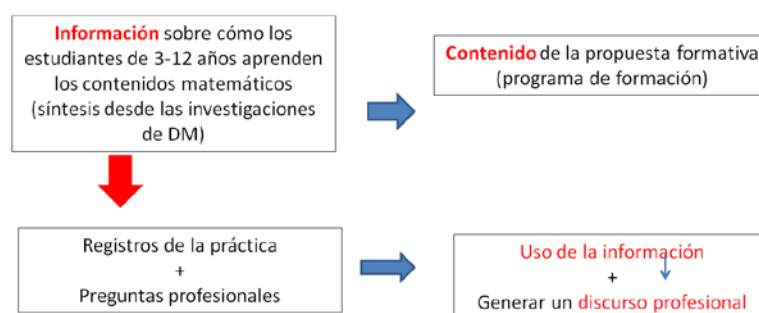 Información sobre cómo los
estudiantes de 3-12 años aprenden
los contenidos matemáticos
(síntesis desde las investigaciones
de DM)
Contenido de la propuesta formativa
(programa de formación)
Registros de la práctica
+
Preguntas profesionales
Uso de la información
+
Generar un discurso profesional